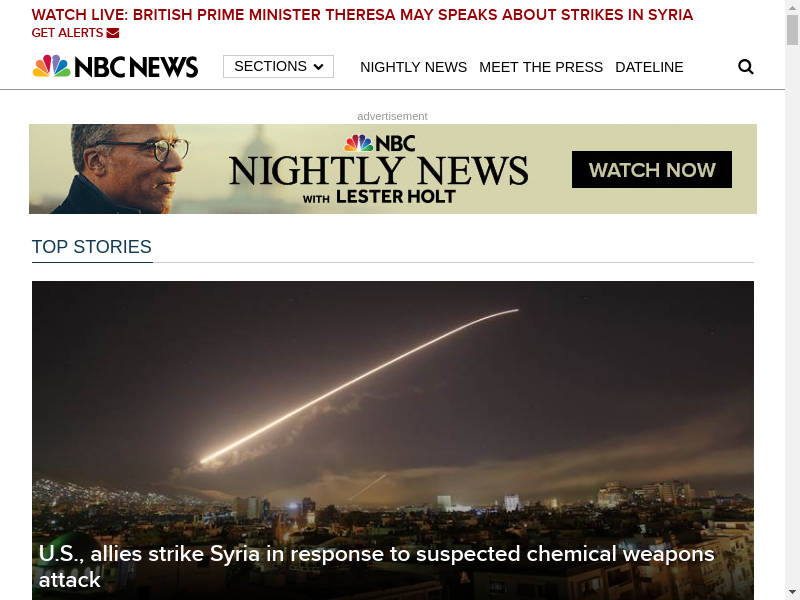 WATCH LIVE: BRITISH PRIME MINISTER THERESA MAY SPEAKS ABOUT STRIKES IN SYRIA
GET ALERTS
NBC NEWS
SECTIONS
NIGHTLY NEWS
MEET THE PRESS
DATELINE
advertisement
NBC
NIGHTLY NEWS
WITH LESTER HOLT
WATCH NOW
TOP STORIES
U.S., allies strike Syria in response to suspected chemical weapons
attack